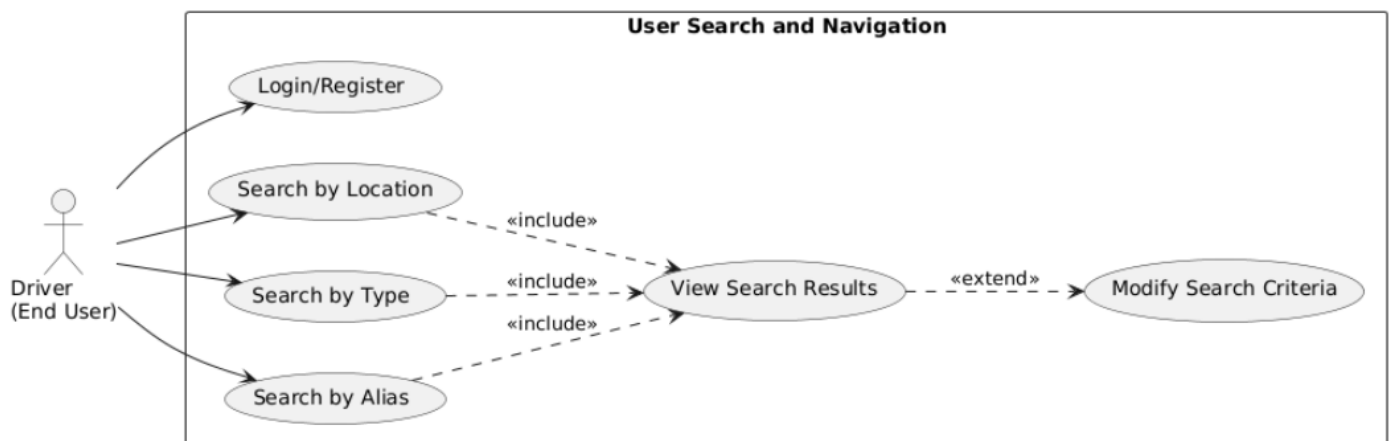 User Search and Navigation
Login/Register
Search by Location
«include»
Driver
(End User)
Search by Type
«include»
View Search Results
«extend»
Modify Search Criteria
«include»
Search by Alias